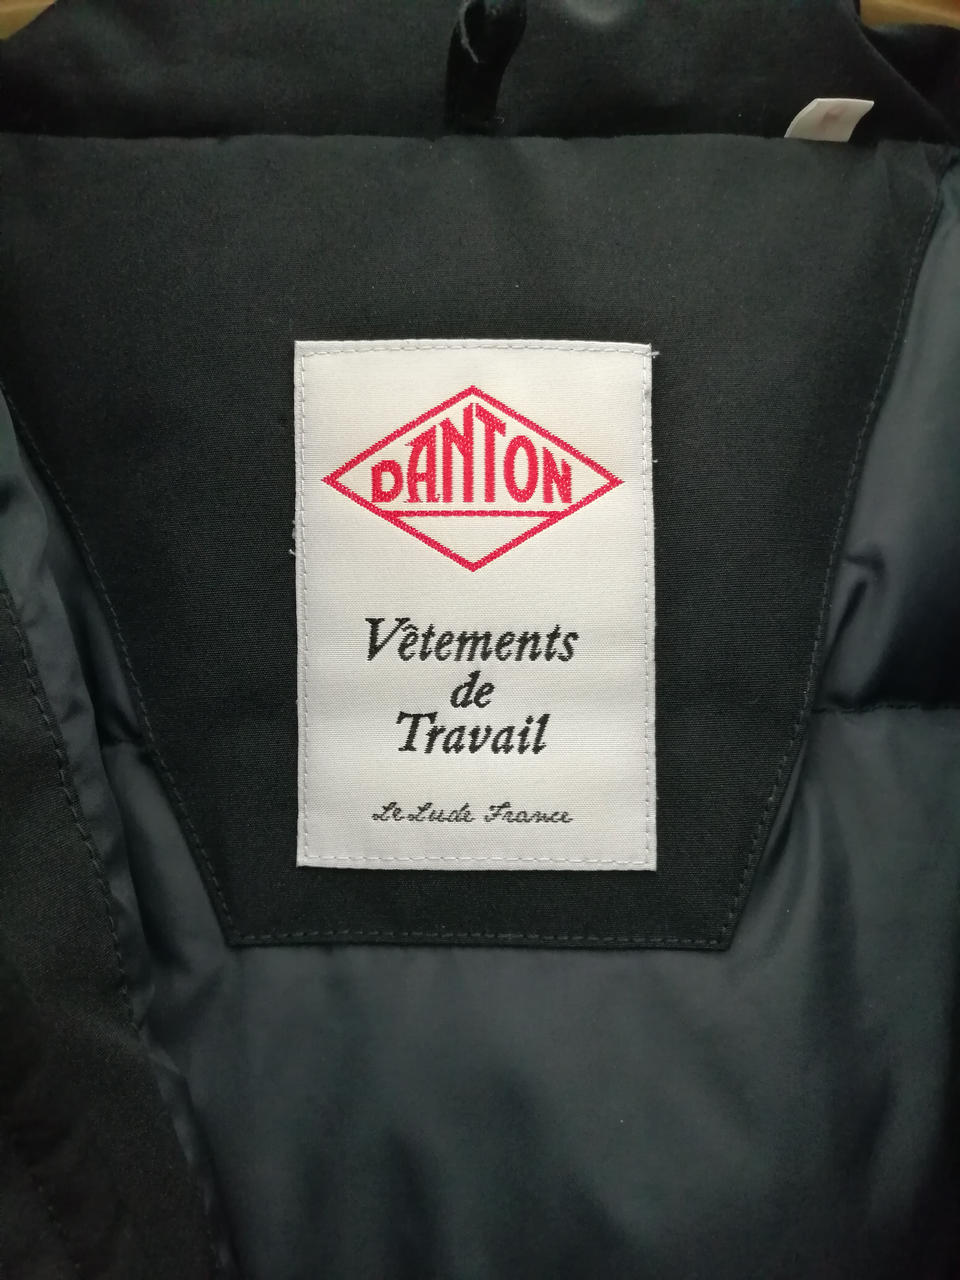 DANTON
Vêtements
de
Travail
Le Lude France